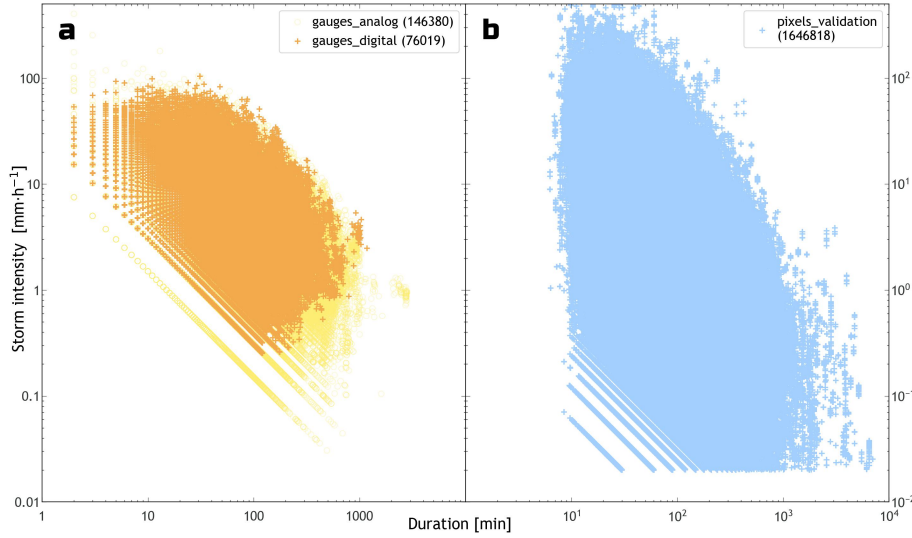 a
gauges_analog (146380)
gauges_digital (76019)
b
pixels_validation
(1646818)
Storm intensity [mm·h⁻¹]
100
10
1
0.1
0.01
1
10
100
1000
10¹
10²
10³
10⁴
10²
10¹
10⁰
10⁻¹
10⁻²
Duration [min]